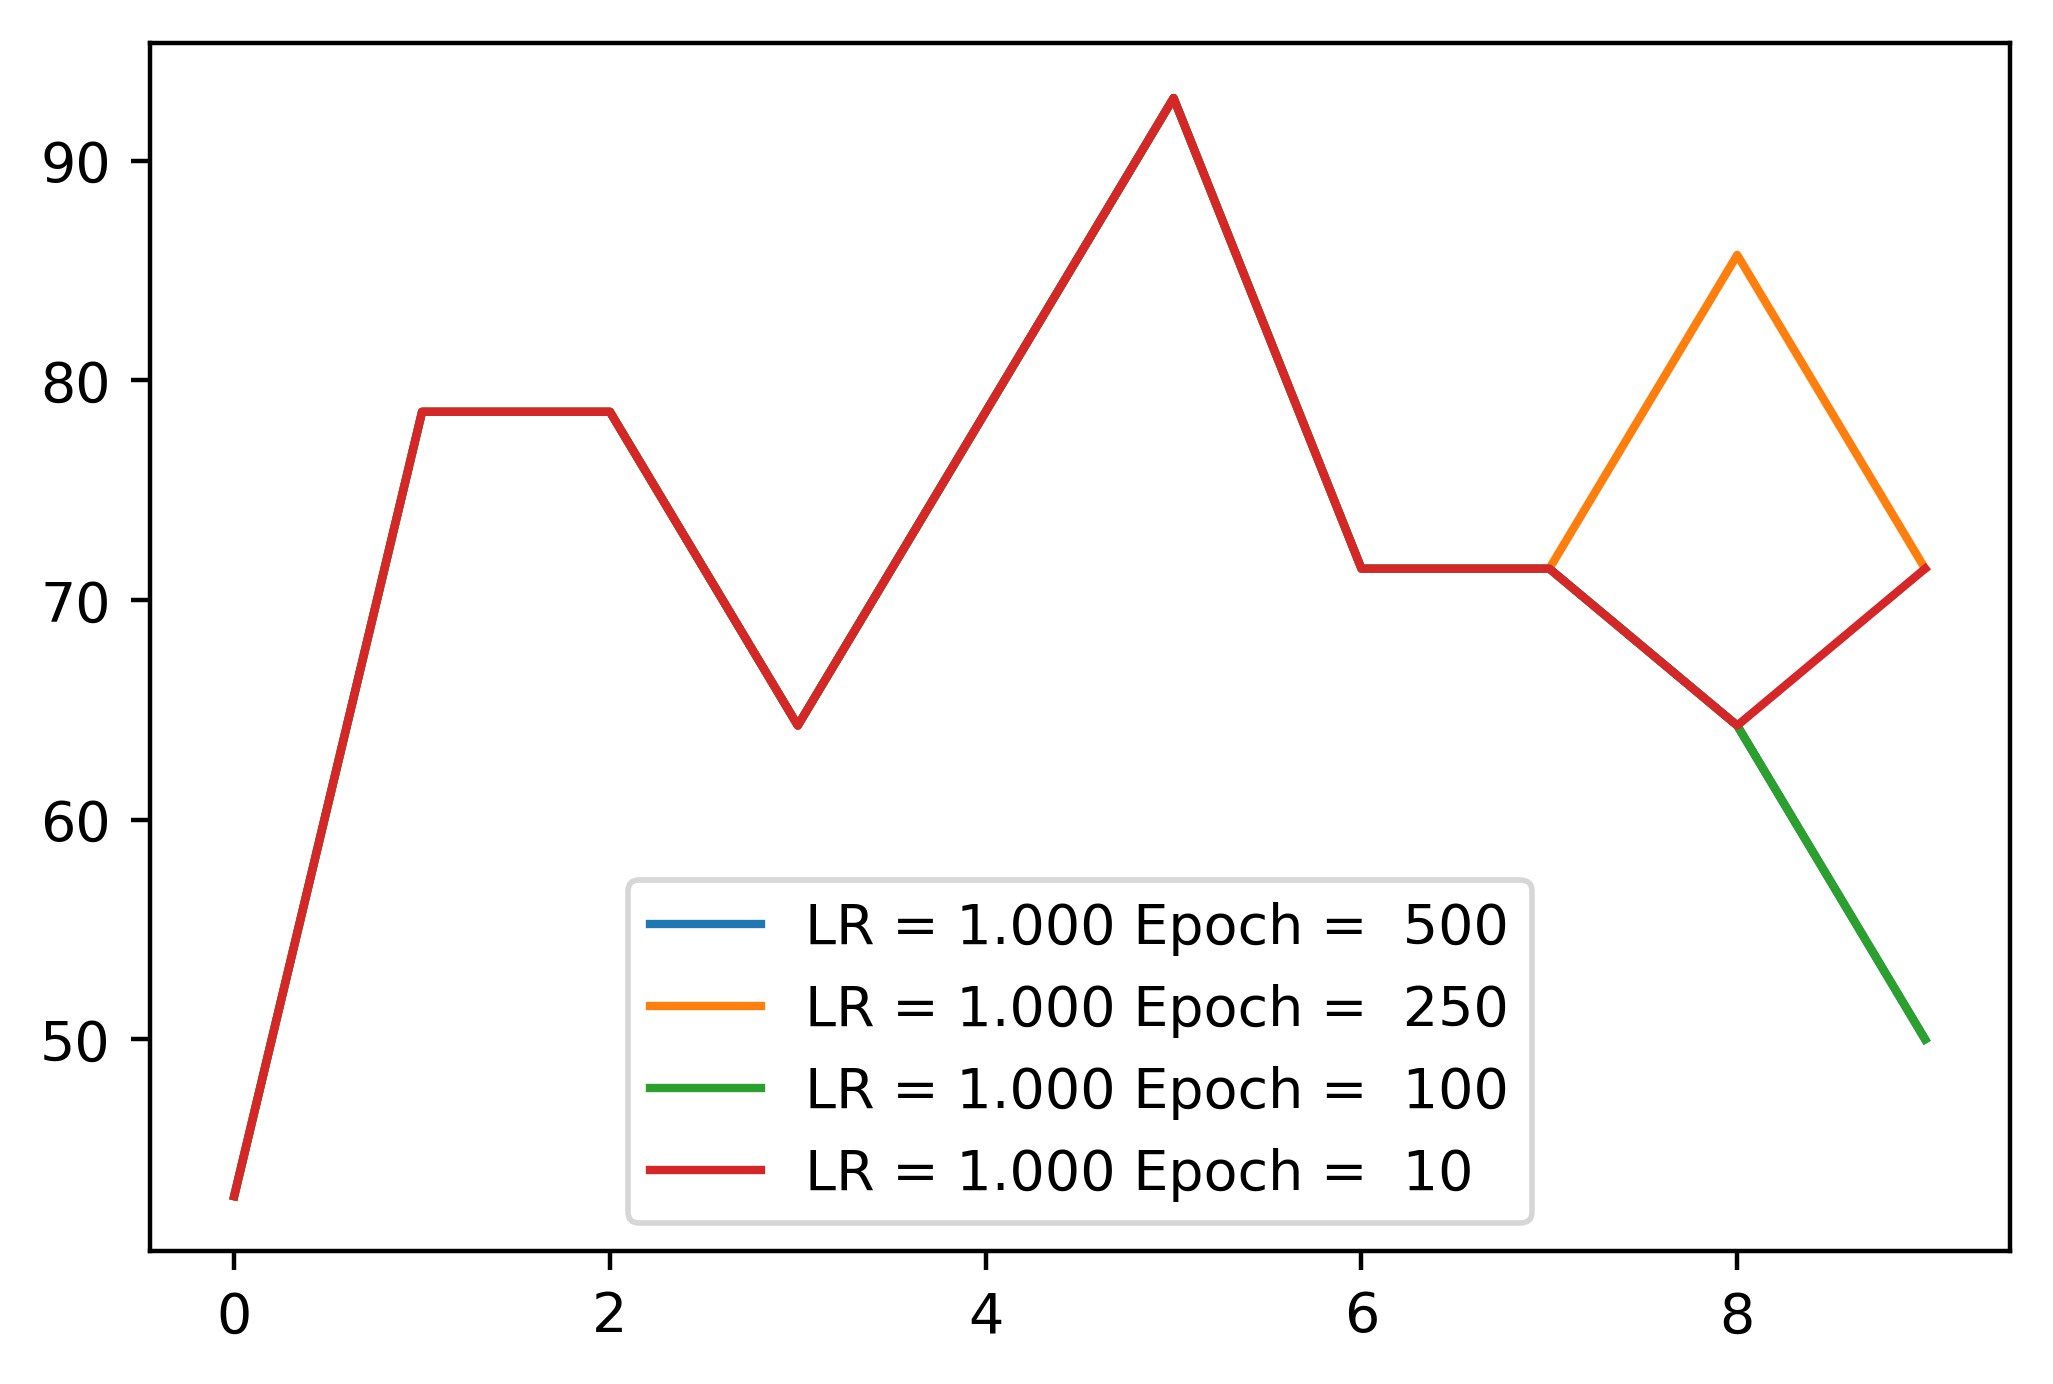 90
80
70
60
50
LR = 1.000 Epoch =  500
LR = 1.000 Epoch =  250
LR = 1.000 Epoch =  100
LR = 1.000 Epoch =  10
0 2 4 6 8